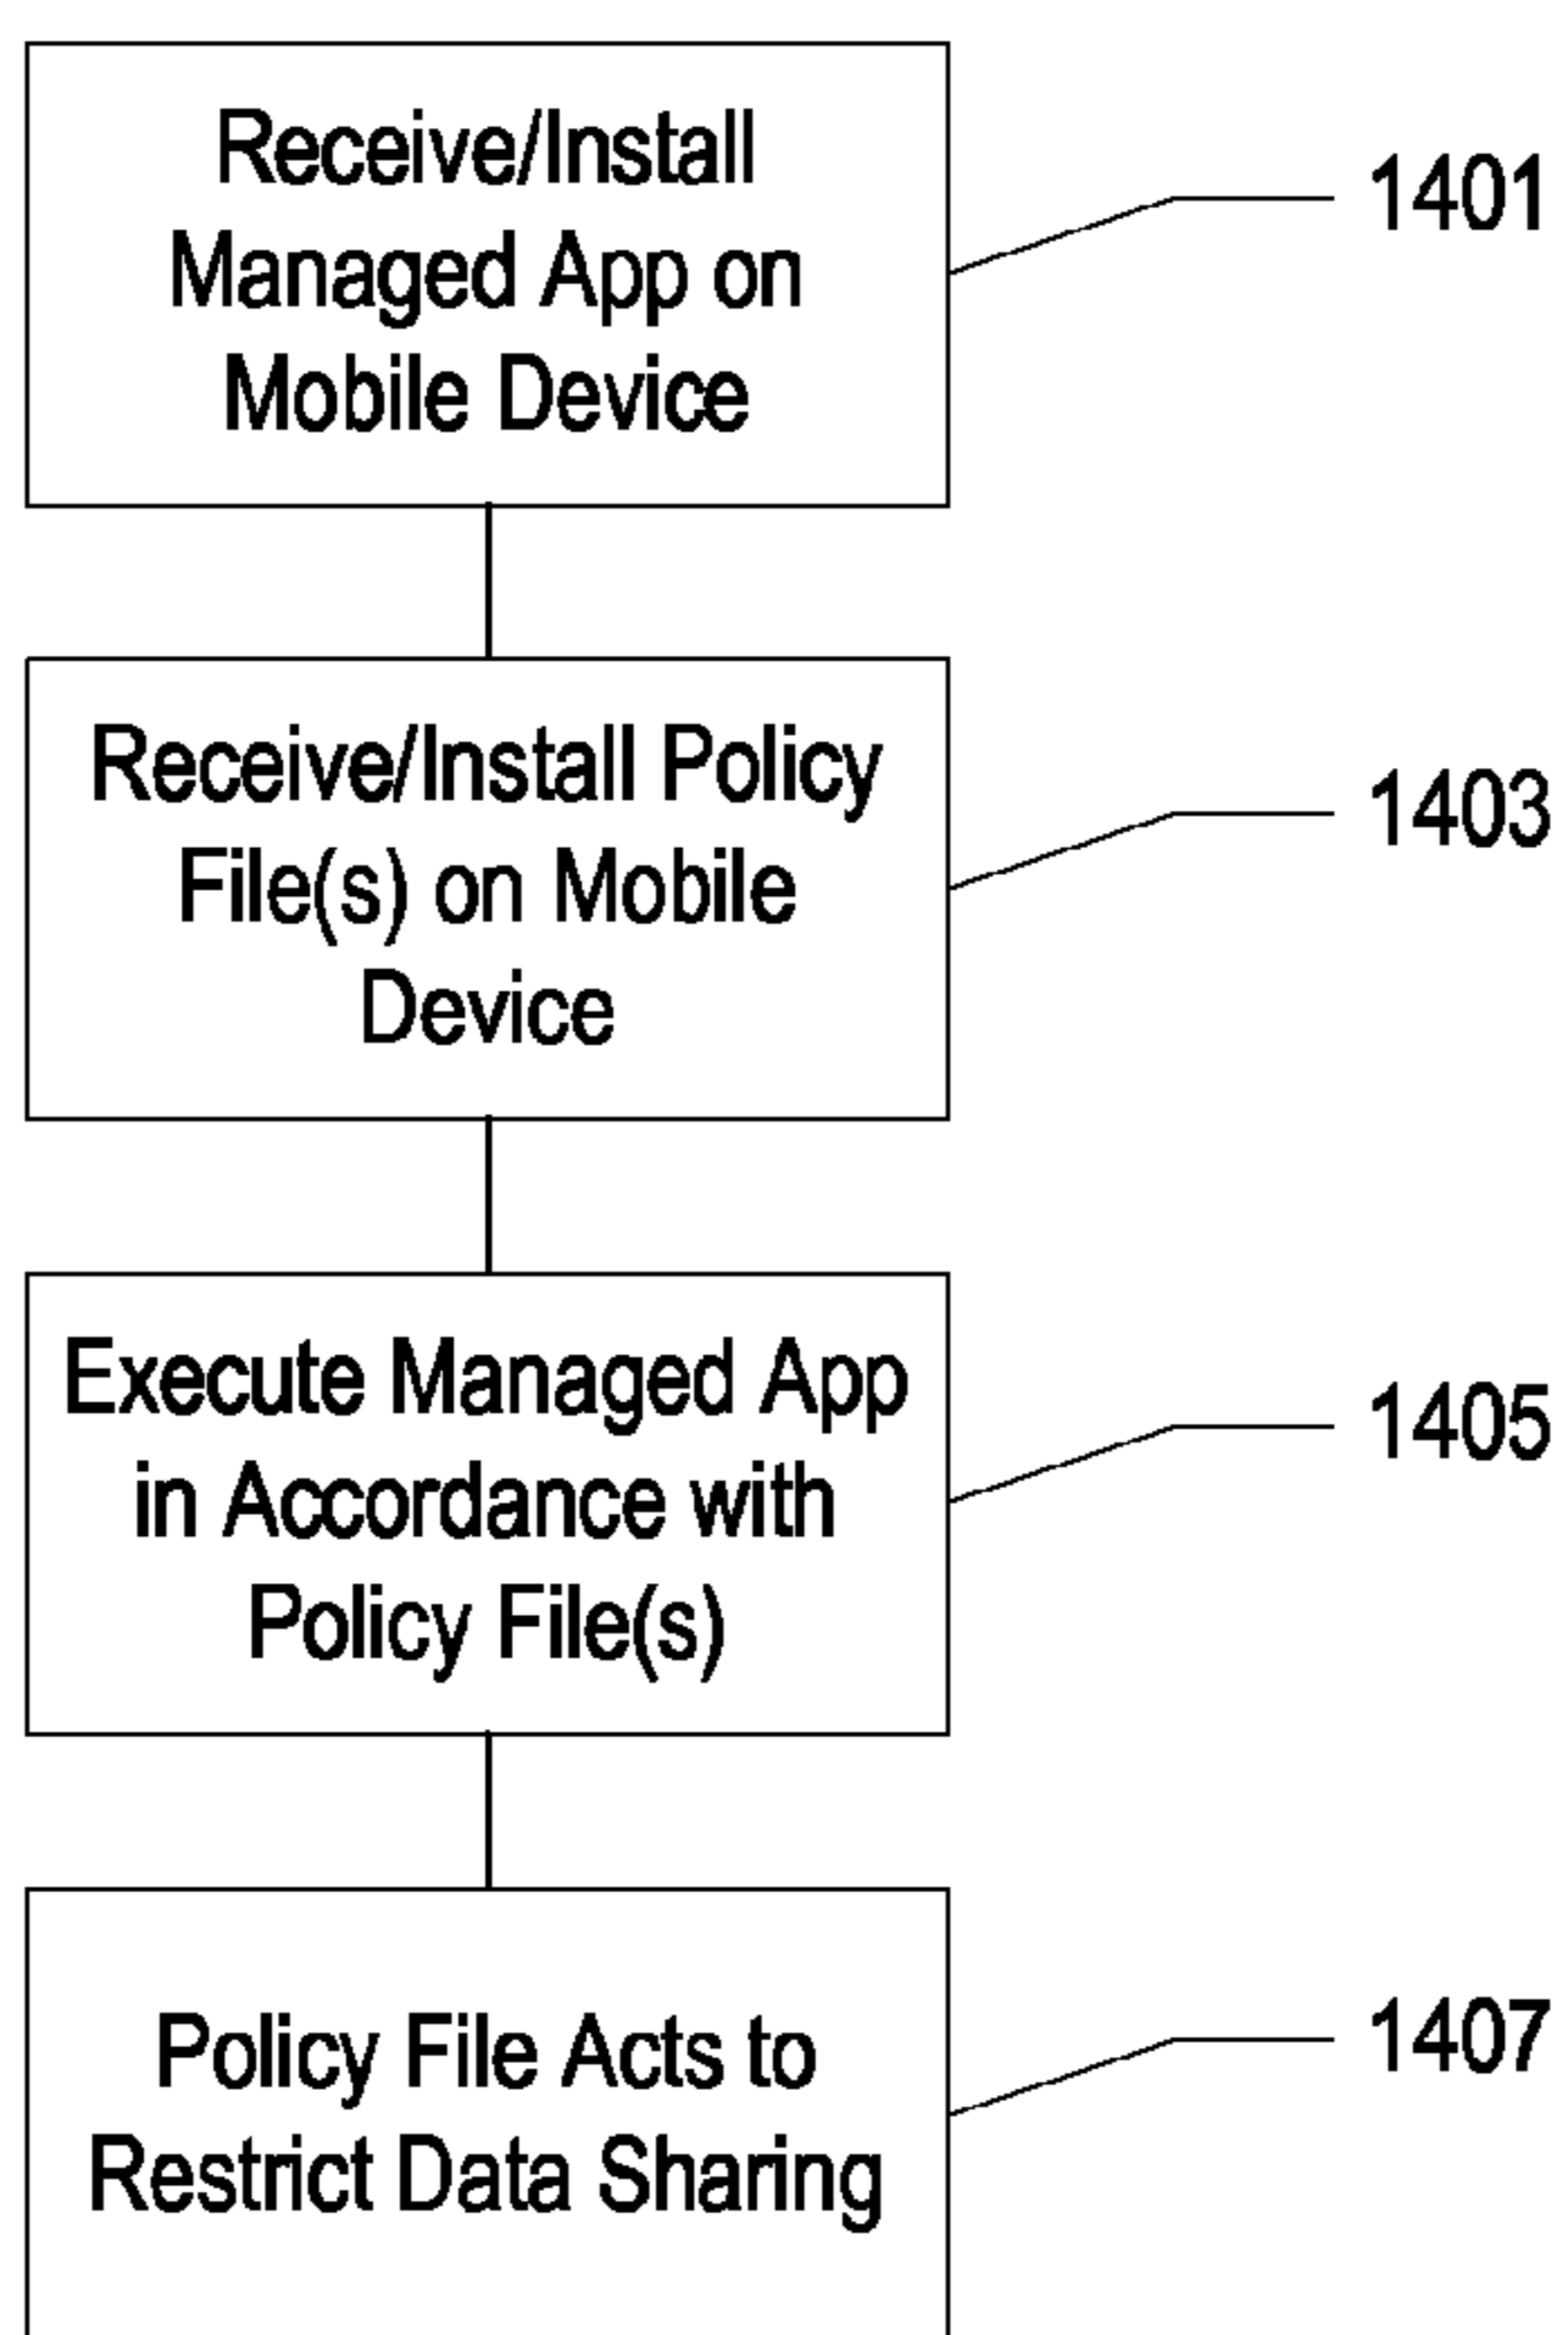 Receive/Install
Managed App on
Mobile Device
1401
Receive/Install Policy
File(s) on Mobile
Device
1403
Execute Managed App
in Accordance with
Policy File(s)
1405
Policy File Acts to
Restrict Data Sharing
1407